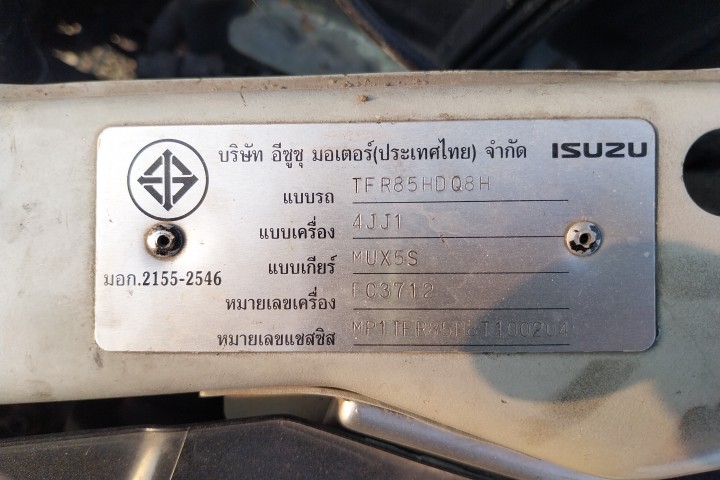 บริษัท อีซูซุ มอเตอร์(ประเทศไทย) จำกัด ISUZU
แบบรถ TFR85HDQ8H
แบบเครื่อง 4JJ1
แบบเกียร์ MUX5S
มอก.2155-2546
หมายเลขเครื่อง FC3712
หมายเลขแชสซิส